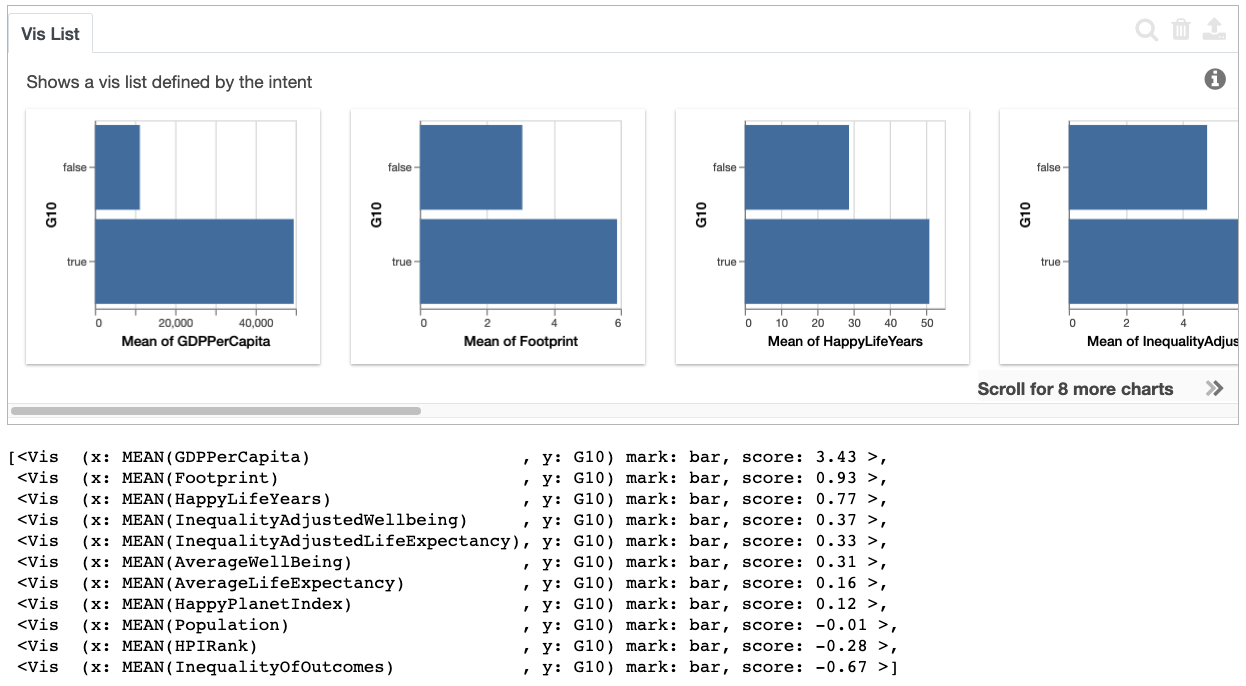 Vis List
Shows a vis list defined by the intent
false
true
G10
0 20,000 40,000
Mean of GDPPerCapita
false
true
G10
0 2 4 6
Mean of Footprint
false
true
G10
0 10 20 30 40 50
Mean of HappyLifeYears
false
true
G10
0 2 4
Mean of InequalityAdjus
Scroll for 8 more charts
[<Vis (x: MEAN(GDPPerCapita) , y: G10) mark: bar, score: 3.43 >,
<Vis (x: MEAN(Footprint) , y: G10) mark: bar, score: 0.93 >,
<Vis (x: MEAN(HappyLifeYears) , y: G10) mark: bar, score: 0.77 >,
<Vis (x: MEAN(InequalityAdjustedWellbeing) , y: G10) mark: bar, score: 0.37 >,
<Vis (x: MEAN(InequalityAdjustedLifeExpectancy), y: G10) mark: bar, score: 0.33 >,
<Vis (x: MEAN(AverageWellBeing) , y: G10) mark: bar, score: 0.31 >,
<Vis (x: MEAN(AverageLifeExpectancy) , y: G10) mark: bar, score: 0.16 >,
<Vis (x: MEAN(HappyPlanetIndex) , y: G10) mark: bar, score: 0.12 >,
<Vis (x: MEAN(Population) , y: G10) mark: bar, score: -0.01 >,
<Vis (x: MEAN(HPIRank) , y: G10) mark: bar, score: -0.28 >,
<Vis (x: MEAN(InequalityOfOutcomes) , y: G10) mark: bar, score: -0.67 >]